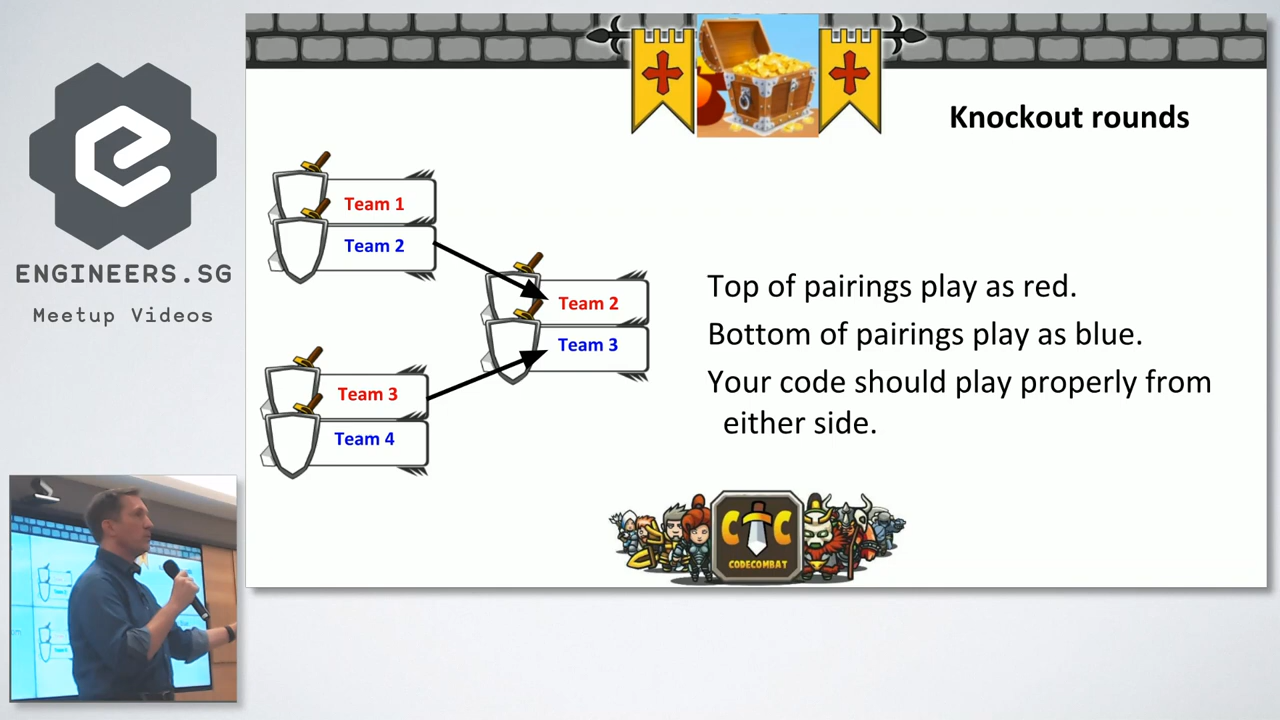 ENGINEERS.SG
Meetup Videos
Knockout rounds
Team 1
Team 2
Team 3
Team 4
Team 2
Team 3
Top of pairings play as red.
Bottom of pairings play as blue.
Your code should play properly from
either side.
C C
CODECOMBAT